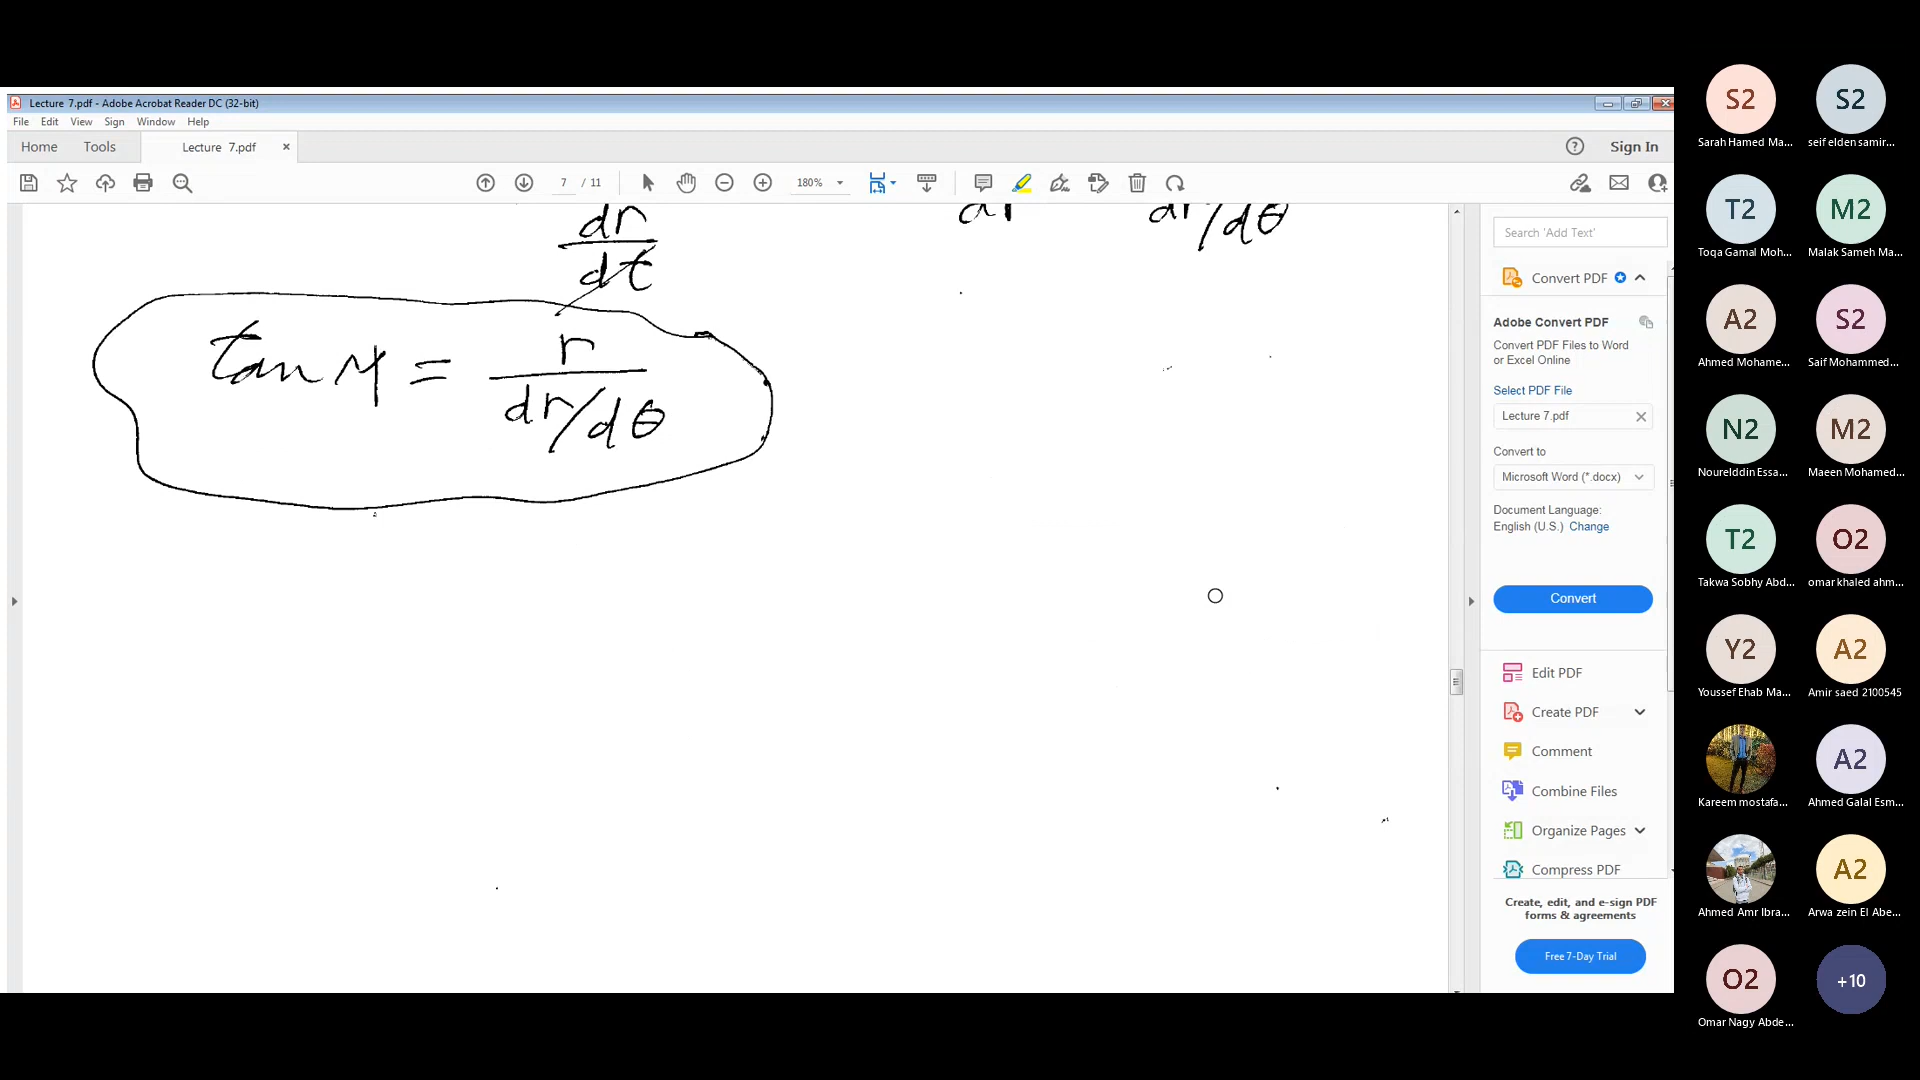 Lecture 7.pdf - Adobe Acrobat Reader DC (32-bit)
File Edit View Sign Window Help
Home Tools Lecture 7.pdf × Sign In
7 / 11 180%
dr
dt
dr/dθ
tan ψ = r
dr/dθ
Search 'Add Text'
Convert PDF
Adobe Convert PDF
Convert PDF Files to Word
or Excel Online
Select PDF File
Lecture 7.pdf
Convert to
Microsoft Word (*.docx)
Document Language:
English (U.S.) Change
Convert
Edit PDF
Create PDF
Comment
Combine Files
Organize Pages
Compress PDF
Create, edit, and e-sign PDF
forms & agreements
Free 7-Day Trial
S2 S2
Sarah Hamed Ma... seif elden samir...
T2 M2
Toqa Gamal Moh... Malak Sameh Ma...
A2 S2
Ahmed Mohame... Saif Mohammed...
N2 M2
Nourelddin Essa... Maeen Mohamed...
T2 O2
Takwa Sobhy Abd... omar khaled ahm...
Y2 A2
Youssef Ehab Ma... Amir saed 2100545
A2
Kareem mostafa... Ahmed Galal Esm...
A2
Ahmed Amr Ibra... Arwa zein El Abe...
O2 +10
Omar Nagy Abde...